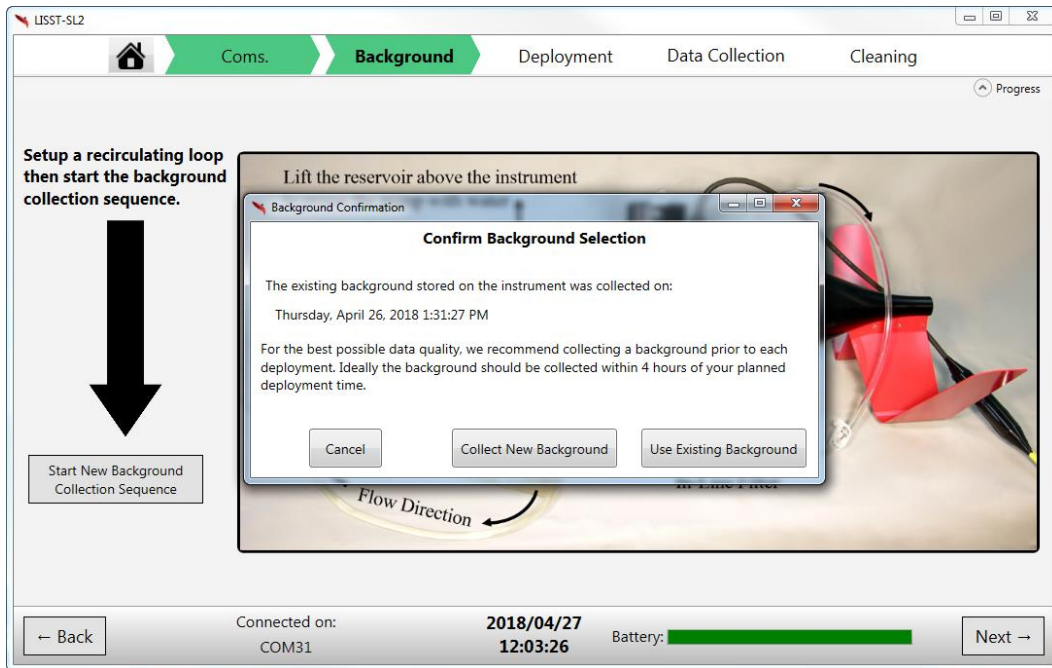 LISST-SL2
Coms.
Background
Deployment
Data Collection
Cleaning
Progress
Setup a recirculating loop
then start the background
collection sequence.
Start New Background
Collection Sequence
Lift the reservoir above the instrument
with water
Background Confirmation
Confirm Background Selection
The existing background stored on the instrument was collected on:
Thursday, April 26, 2018 1:31:27 PM
For the best possible data quality, we recommend collecting a background prior to each
deployment. Ideally the background should be collected within 4 hours of your planned
deployment time.
Cancel
Collect New Background
Use Existing Background
In-Line Filter
Flow Direction
← Back
Connected on:
COM31
2018/04/27
12:03:26
Battery:
Next →